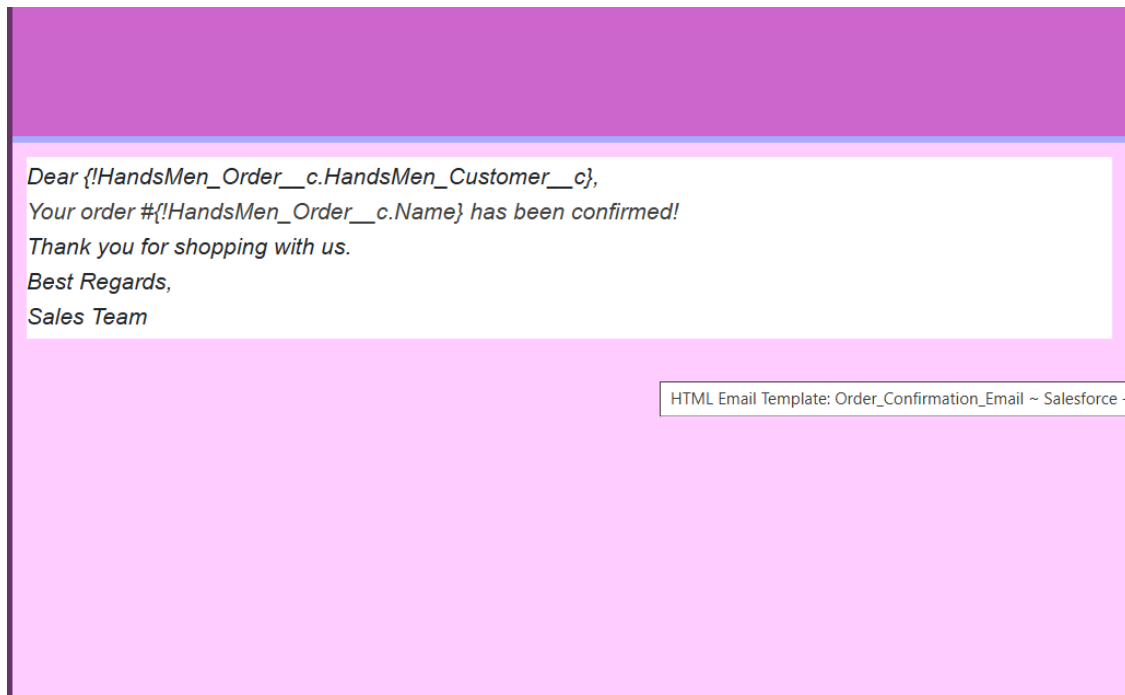 Dear {!HandsMen_Order__c.HandsMen_Customer__c},
Your order #{!HandsMen_Order__c.Name} has been confirmed!
Thank you for shopping with us.
Best Regards,
Sales Team
HTML Email Template: Order_Confirmation_Email ~ Salesforce -